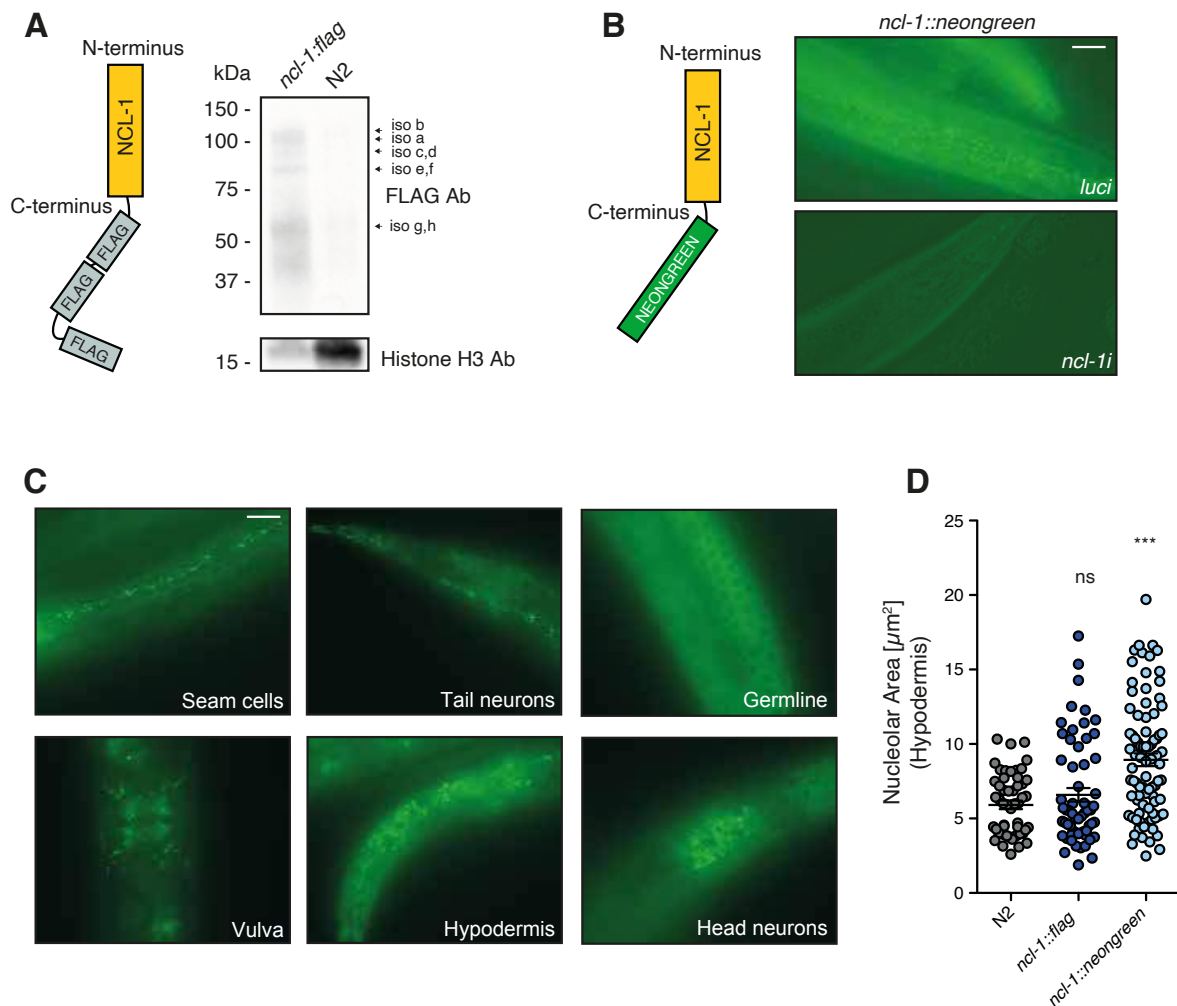 A
N-terminus
NCL-1
C-terminus
FLAG
FLAG
FLAG
kDa
ncl-1:flag
N2
150 -
100 -
75 -
50 -
37 -
15 -
iso b
iso a
iso c,d
iso e,f
FLAG Ab
iso g,h
Histone H3 Ab
B
N-terminus
NCL-1
C-terminus
NEONGREEN
ncl-1::neongreen
luci
ncl-1i
C
Seam cells
Tail neurons
Germline
Vulva
Hypodermis
Head neurons
D
Nucleolar Area [µm²]
(Hypodermis)
25
20
15
10
5
0
ns
***
N2
ncl-1::flag
ncl-1::neongreen